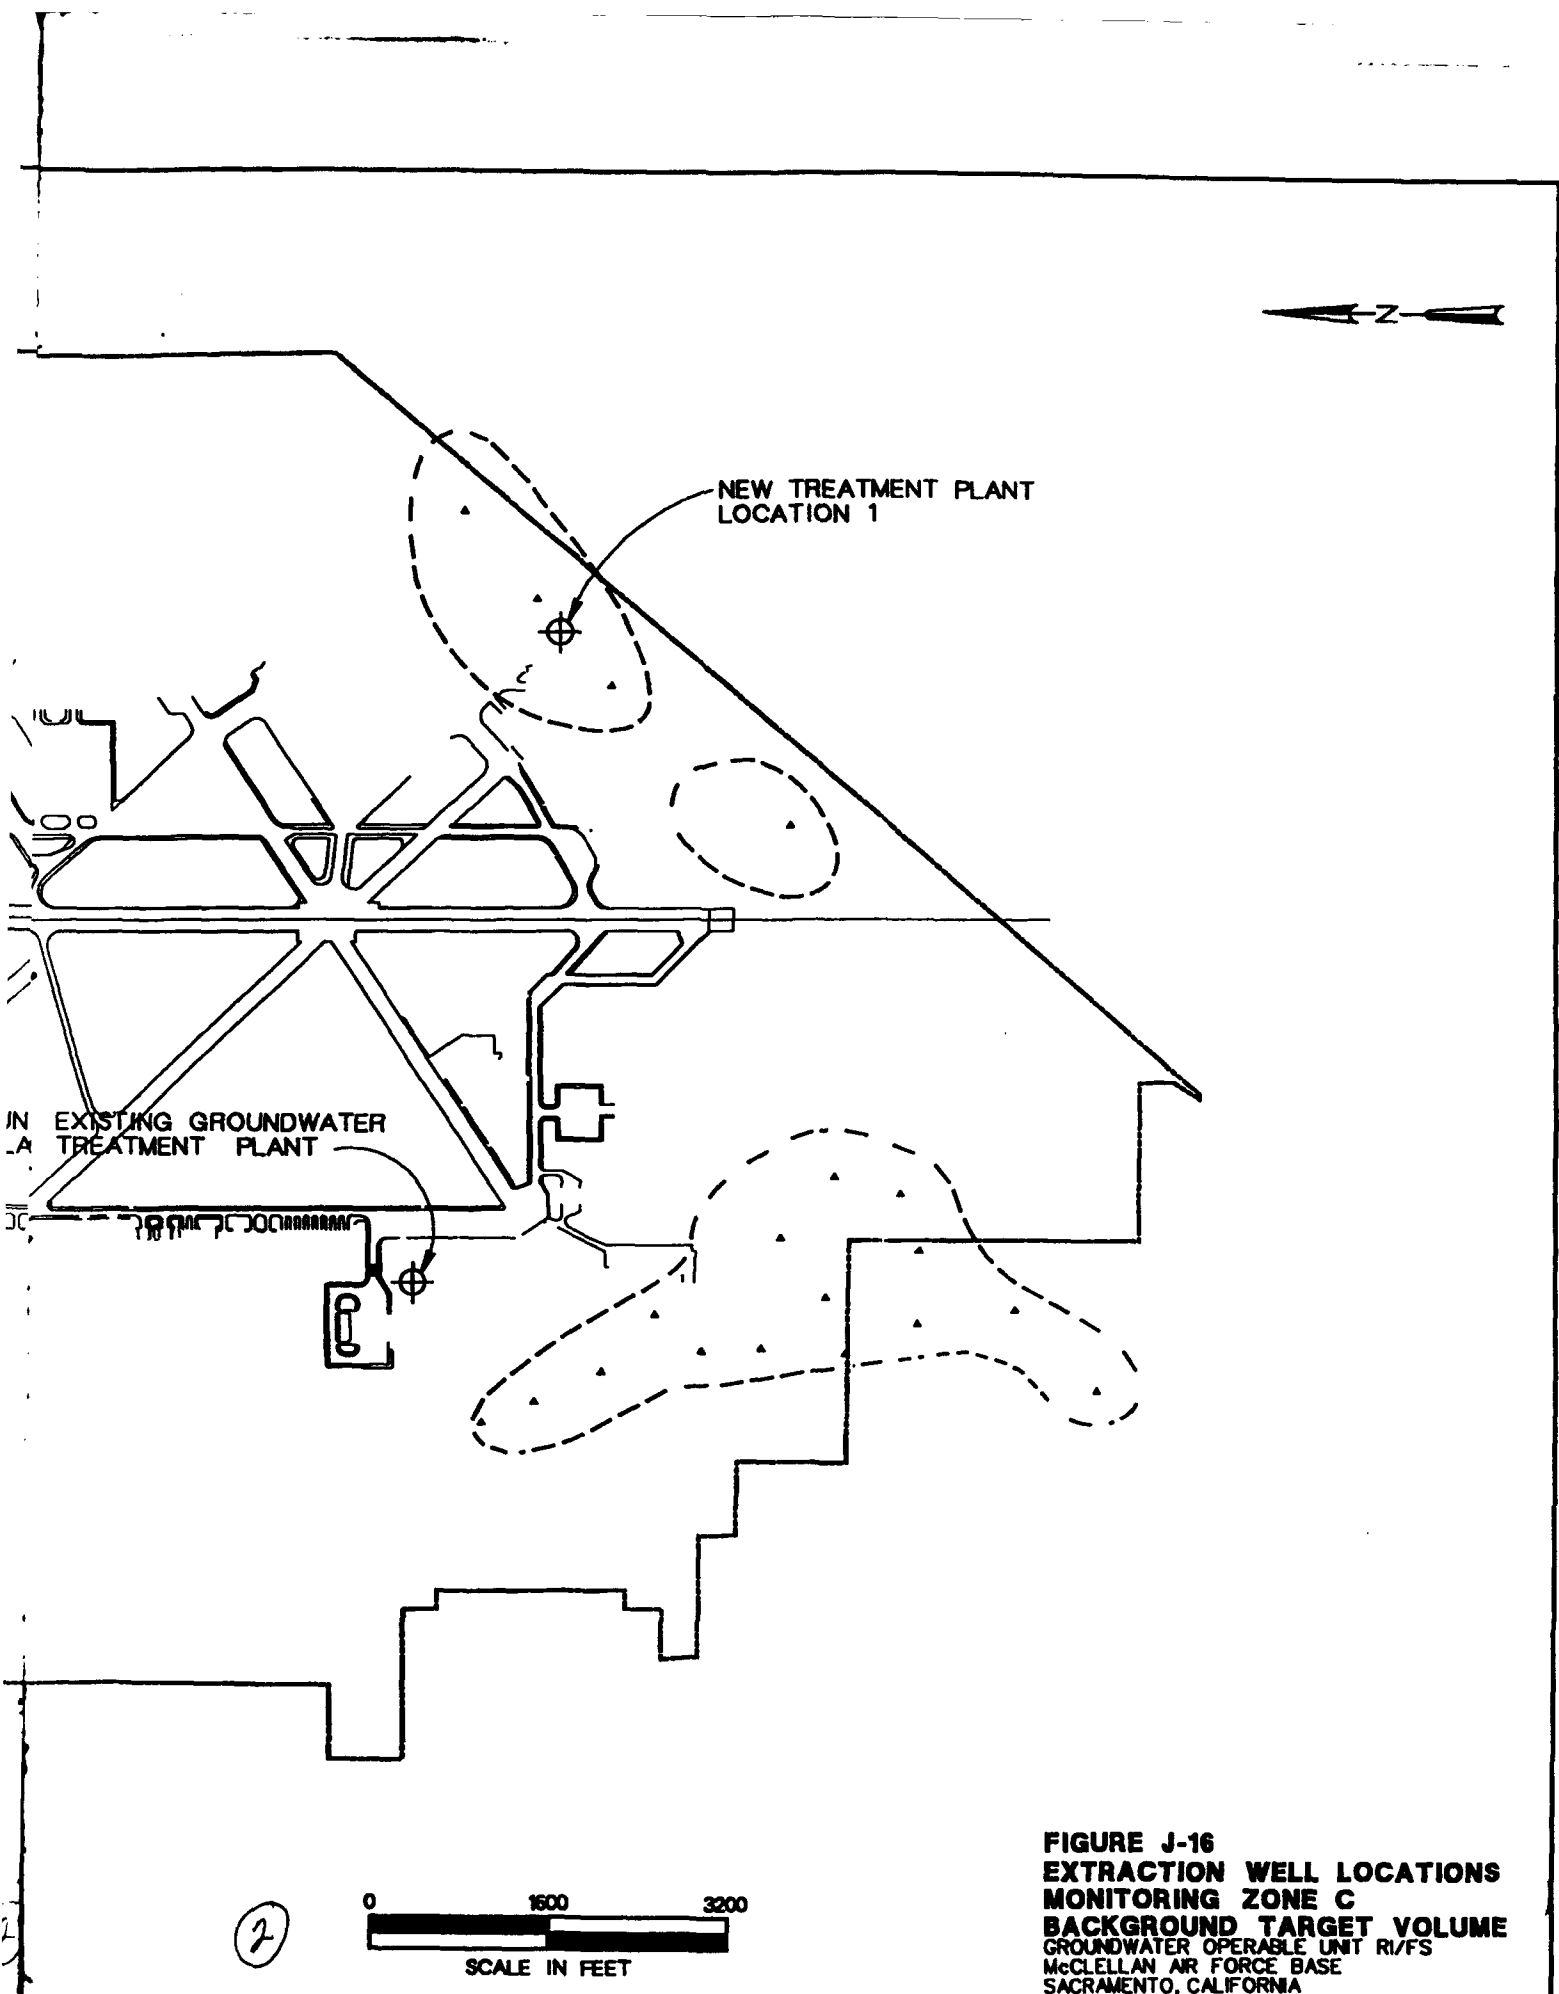 N
NEW TREATMENT PLANT
LOCATION 1
EXISTING GROUNDWATER
TREATMENT PLANT
0 1600 3200
SCALE IN FEET
2
FIGURE J-16
EXTRACTION WELL LOCATIONS
MONITORING ZONE C
BACKGROUND TARGET VOLUME
GROUNDWATER OPERABLE UNIT RI/FS
McCLELLAN AIR FORCE BASE
SACRAMENTO, CALIFORNIA